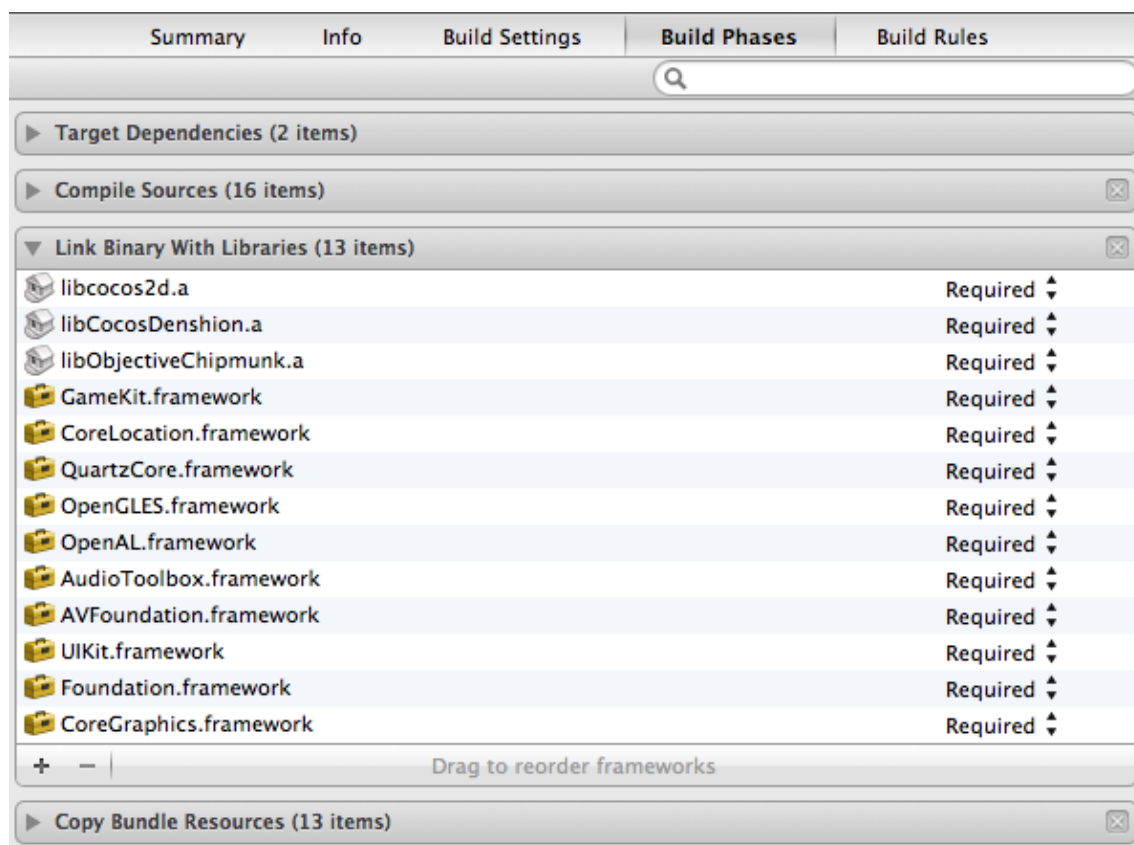 Summary Info Build Settings Build Phases Build Rules
Target Dependencies (2 items)
Compile Sources (16 items)
Link Binary With Libraries (13 items)
libcocos2d.a Required
libCocosDenshion.a Required
libObjectiveChipmunk.a Required
GameKit.framework Required
CoreLocation.framework Required
QuartzCore.framework Required
OpenGLES.framework Required
OpenAL.framework Required
AudioToolbox.framework Required
AVFoundation.framework Required
UIKit.framework Required
Foundation.framework Required
CoreGraphics.framework Required
+ − Drag to reorder frameworks
Copy Bundle Resources (13 items)